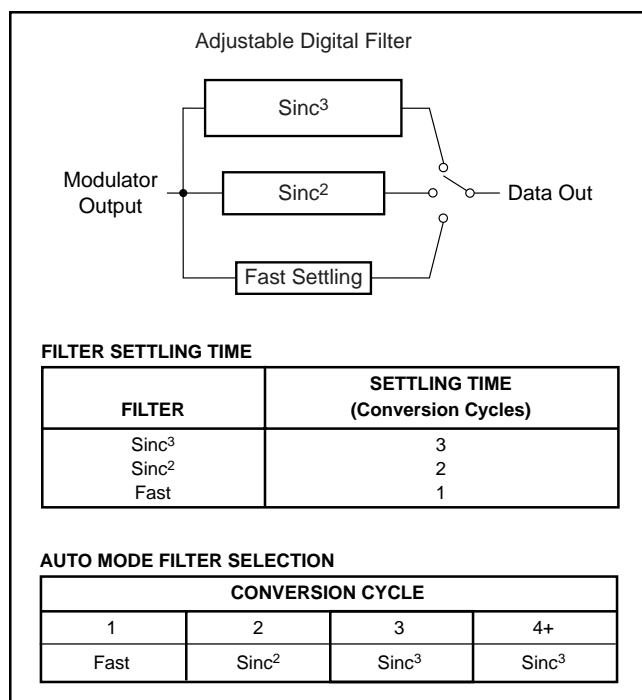 Adjustable Digital Filter
Sinc³
Modulator
Output
Sinc²
Data Out
Fast Settling
FILTER SETTLING TIME
FILTER
SETTLING TIME
(Conversion Cycles)
Sinc³ 3
Sinc² 2
Fast 1
AUTO MODE FILTER SELECTION
CONVERSION CYCLE
1 2 3 4+
Fast Sinc² Sinc³ Sinc³